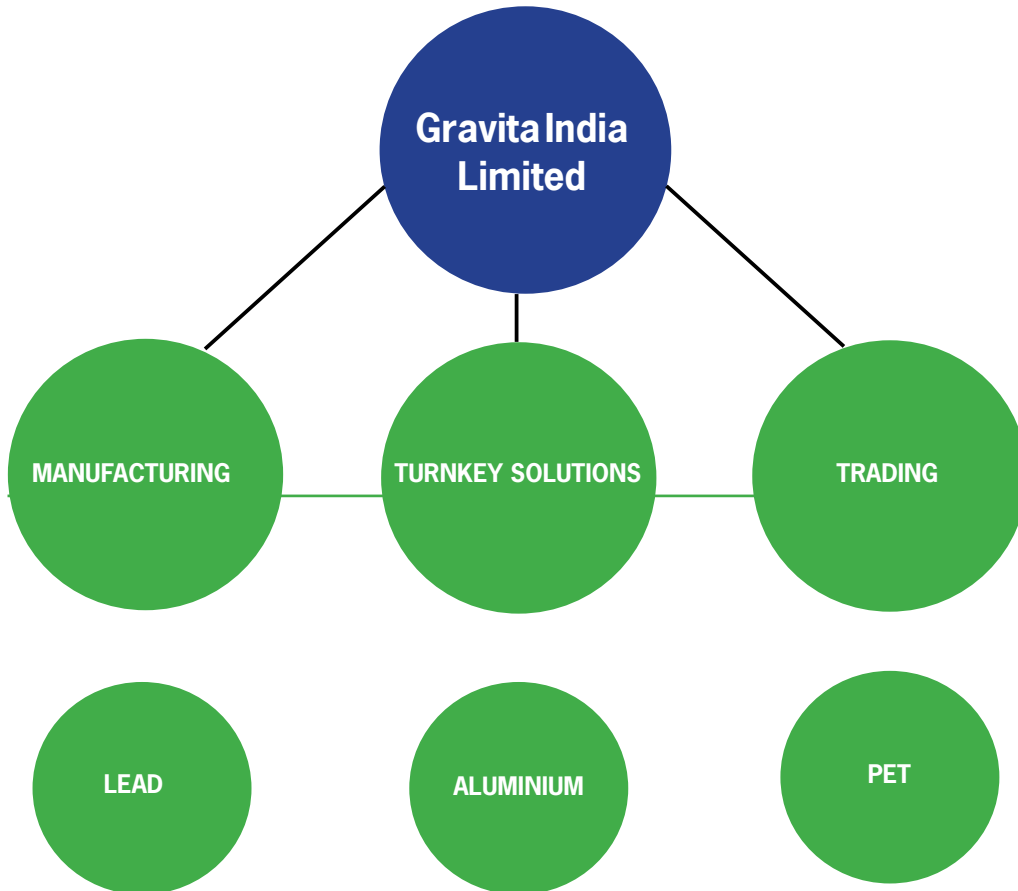 Gravita India
Limited
MANUFACTURING
TURNKEY SOLUTIONS
TRADING
LEAD
ALUMINIUM
PET